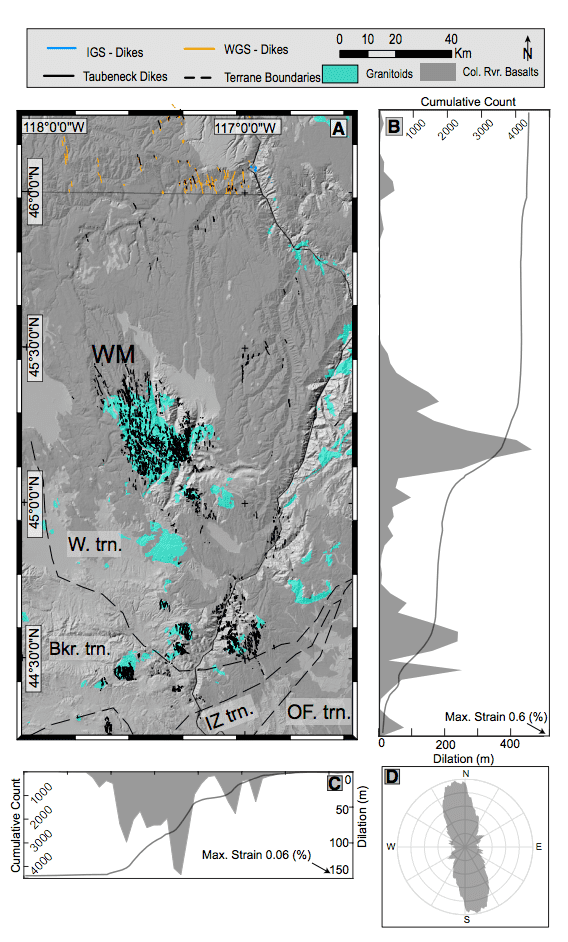 0 10 20 40
Km
N
IGS - Dikes
WGS - Dikes
Taubeneck Dikes
Terrane Boundaries
Granitoids
Col. Rvr. Basalts
118°0'0"W
117°0'0"W
A
46°0'0"N
45°30'0"N
45°0'0"N
44°30'0"N
WM
W. trn.
Bkr. trn.
IZ trn.
OF. trn.
Cumulative Count
B
1000 2000 3000 4000
Max. Strain 0.6 (%)
0 200 400
Dilation (m)
C
Cumulative Count
1000
2000
3000
4000
0
50
100
150
Dilation (m)
Max. Strain 0.06 (%)
D
N
W
E
S